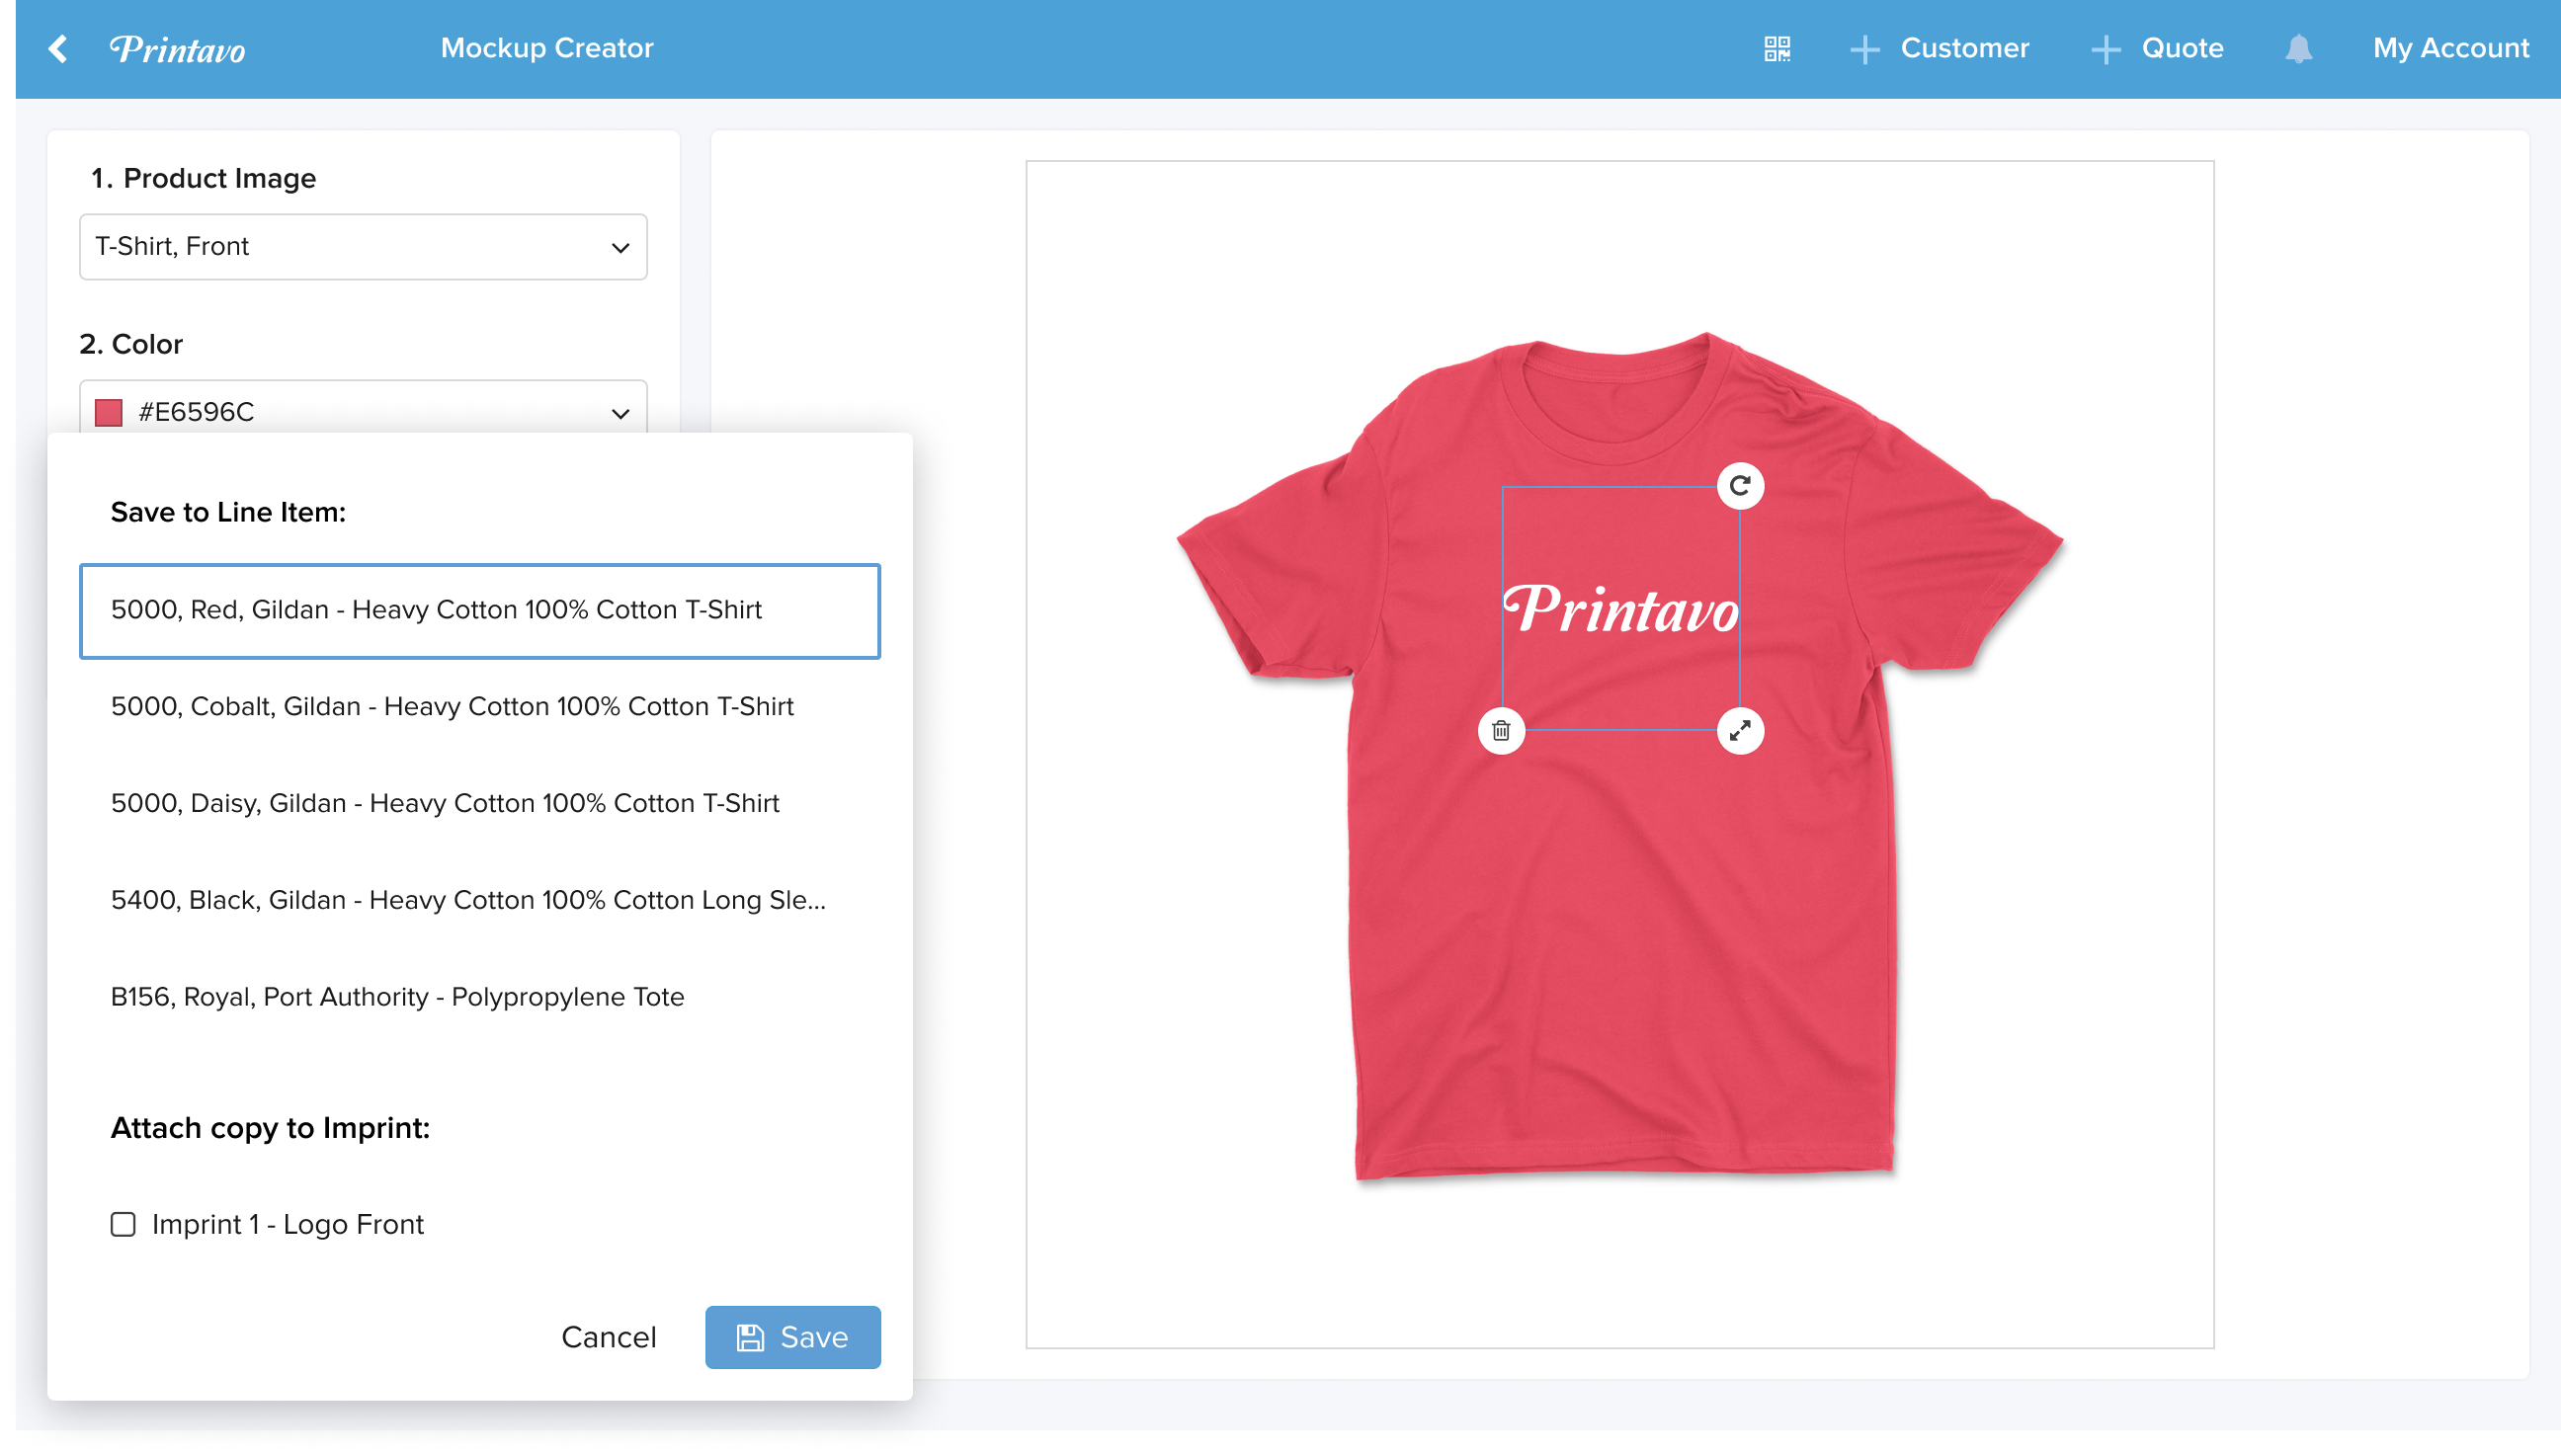 Printavo
Mockup Creator
Customer
Quote
My Account
1. Product Image
T-Shirt, Front
2. Color
#E6596C
Save to Line Item:
5000, Red, Gildan - Heavy Cotton 100% Cotton T-Shirt
5000, Cobalt, Gildan - Heavy Cotton 100% Cotton T-Shirt
5000, Daisy, Gildan - Heavy Cotton 100% Cotton T-Shirt
5400, Black, Gildan - Heavy Cotton 100% Cotton Long Sle...
B156, Royal, Port Authority - Polypropylene Tote
Attach copy to Imprint:
Imprint 1 - Logo Front
Cancel
Save
Printavo